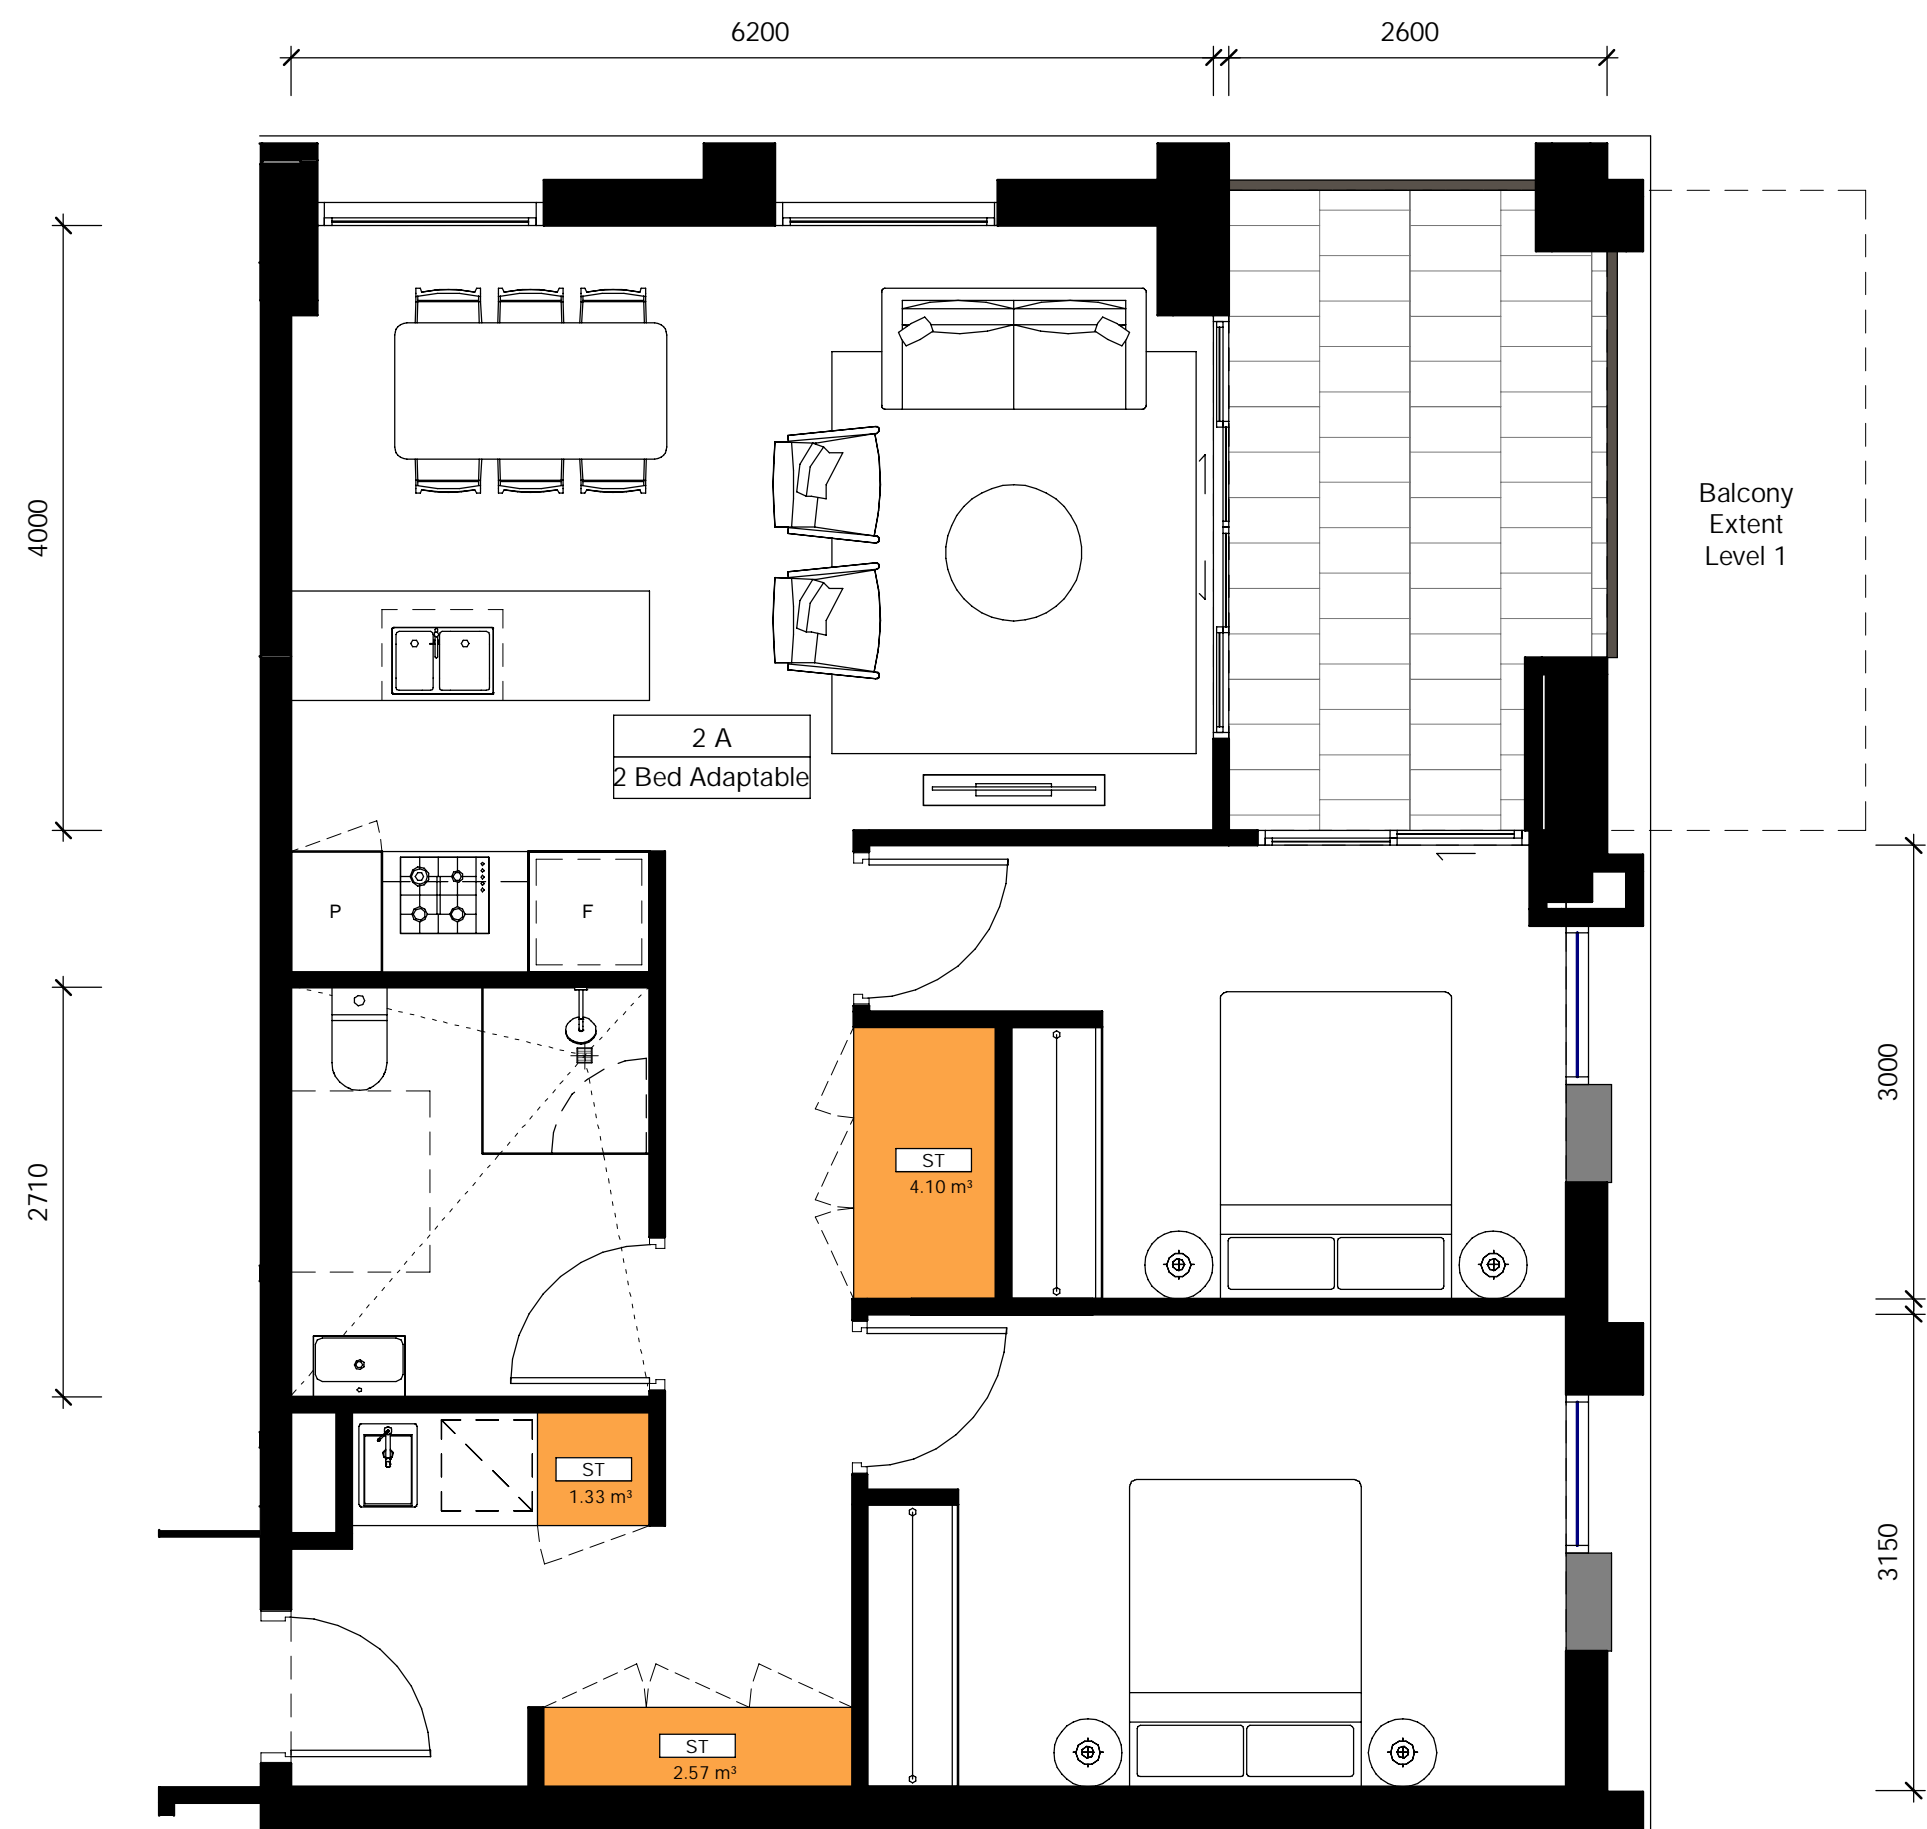 6200
2600
4000
Balcony
Extent
Level 1
2 A
2 Bed Adaptable
P
F
3000
ST
4.10 m³
2710
ST
1.33 m³
3150
ST
2.57 m³